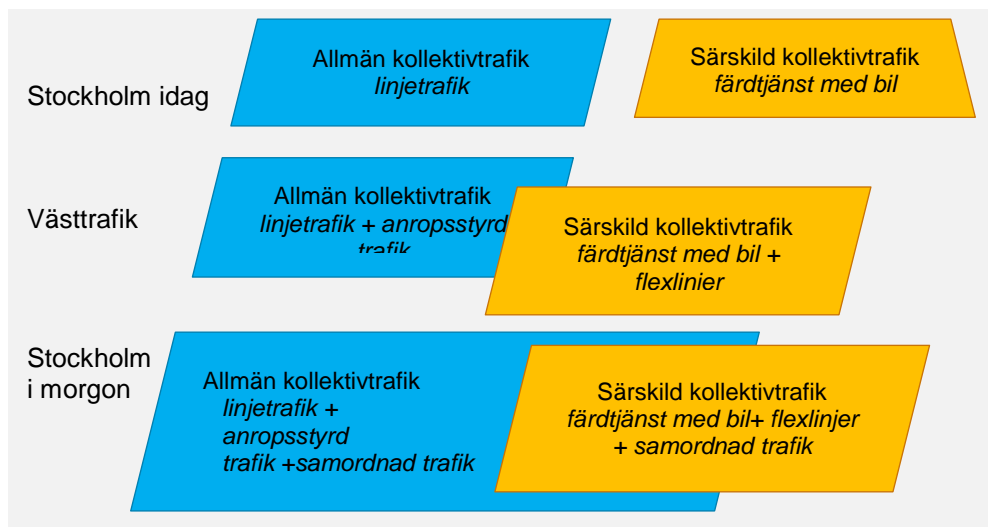 Stockholm idag
Allmän kollektivtrafik
linjetrafik
Särskild kollektivtrafik
färdtjänst med bil
Västtrafik
Allmän kollektivtrafik
linjetrafik + anropsstyrd
trafik
Särskild kollektivtrafik
färdtjänst med bil +
flexlinier
Stockholm
i morgon
Allmän kollektivtrafik
linjetrafik +
anropsstyrd
trafik +samordnad trafik
Särskild kollektivtrafik
färdtjänst med bil+ flexlinjer
+ samordnad trafik